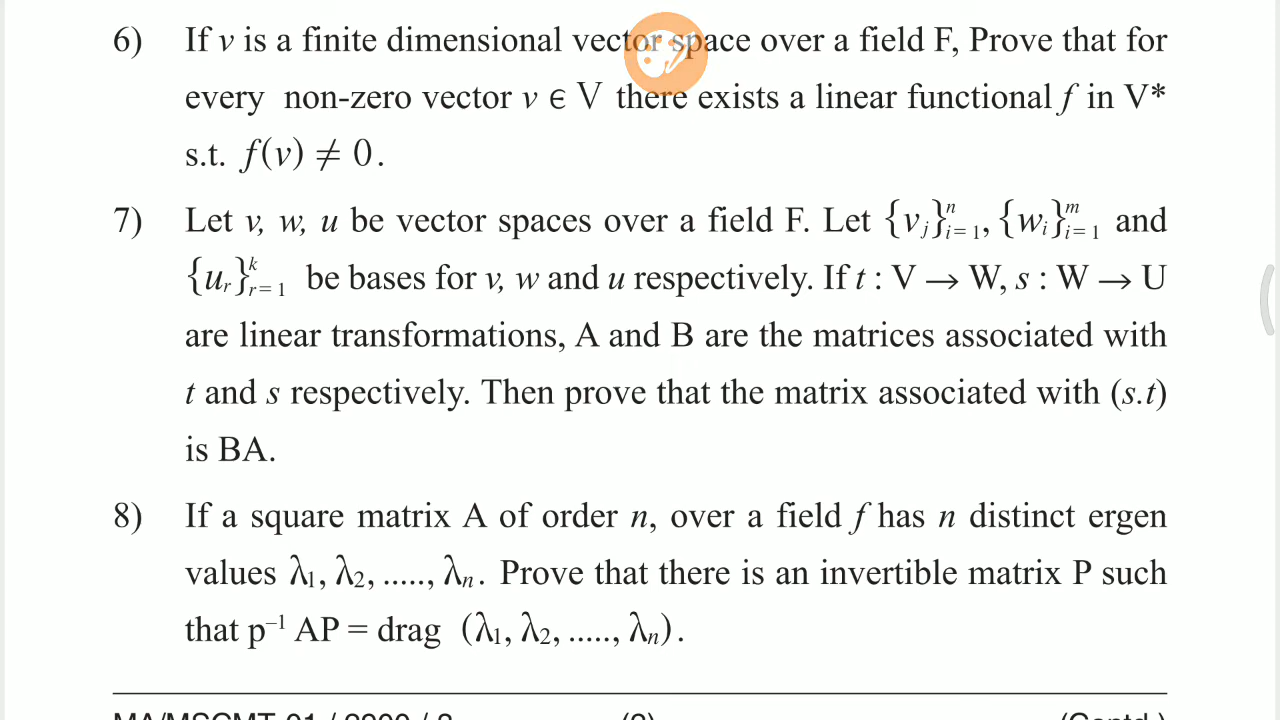 6) If v is a finite dimensional vector space over a field F, Prove that for
every non-zero vector v ϵ V there exists a linear functional f in V*
s.t. f(v) ≠ 0.
7) Let v, w, u be vector spaces over a field F. Let {vⱼ}ⁿᵢ₌₁, {wᵢ}ᵐᵢ₌₁ and
{uᵣ}ᵏᵣ₌₁ be bases for v, w and u respectively. If t : V → W, s : W → U
are linear transformations, A and B are the matrices associated with
t and s respectively. Then prove that the matrix associated with (s.t)
is BA.
8) If a square matrix A of order n, over a field f has n distinct ergen
values λ₁, λ₂, ....., λₙ. Prove that there is an invertible matrix P such
that p⁻¹ AP = drag (λ₁, λ₂, ....., λₙ).
(Contd.)